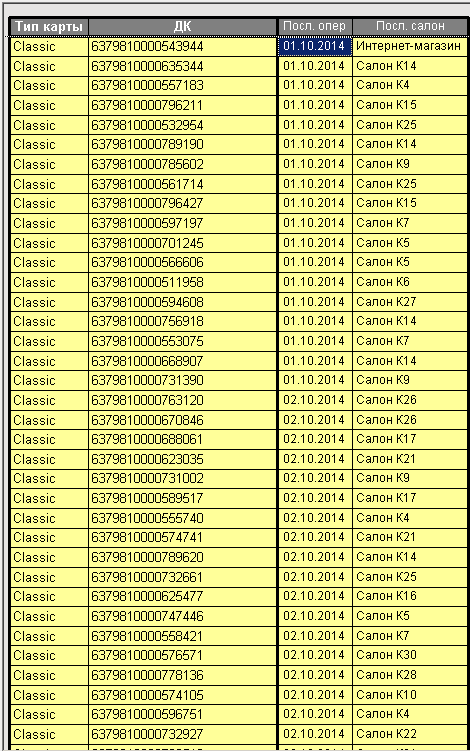 Тип карты ДК Посл. опер Посл. салон
Classic 6379810000543944 01.10.2014 Интернет-магазин
Classic 6379810000635344 01.10.2014 Салон К14
Classic 6379810000557183 01.10.2014 Салон К4
Classic 6379810000796211 01.10.2014 Салон К15
Classic 6379810000532954 01.10.2014 Салон К25
Classic 6379810000789190 01.10.2014 Салон К14
Classic 6379810000785602 01.10.2014 Салон К9
Classic 6379810000561714 01.10.2014 Салон К25
Classic 6379810000796427 01.10.2014 Салон К15
Classic 6379810000597197 01.10.2014 Салон К7
Classic 6379810000701245 01.10.2014 Салон К5
Classic 6379810000566606 01.10.2014 Салон К5
Classic 6379810000511958 01.10.2014 Салон К6
Classic 6379810000594608 01.10.2014 Салон К27
Classic 6379810000756918 01.10.2014 Салон К14
Classic 6379810000553075 01.10.2014 Салон К7
Classic 6379810000668907 01.10.2014 Салон К14
Classic 6379810000731390 01.10.2014 Салон К9
Classic 6379810000763120 02.10.2014 Салон К26
Classic 6379810000670846 02.10.2014 Салон К26
Classic 6379810000688061 02.10.2014 Салон К17
Classic 6379810000623035 02.10.2014 Салон К21
Classic 6379810000731002 02.10.2014 Салон К9
Classic 6379810000589517 02.10.2014 Салон К17
Classic 6379810000555740 02.10.2014 Салон К4
Classic 6379810000574741 02.10.2014 Салон К21
Classic 6379810000789620 02.10.2014 Салон К14
Classic 6379810000732661 02.10.2014 Салон К25
Classic 6379810000625477 02.10.2014 Салон К16
Classic 6379810000747446 02.10.2014 Салон К5
Classic 6379810000558421 02.10.2014 Салон К7
Classic 6379810000576571 02.10.2014 Салон К30
Classic 6379810000778136 02.10.2014 Салон К28
Classic 6379810000574105 02.10.2014 Салон К10
Classic 6379810000596751 02.10.2014 Салон К4
Classic 6379810000732927 02.10.2014 Салон К22